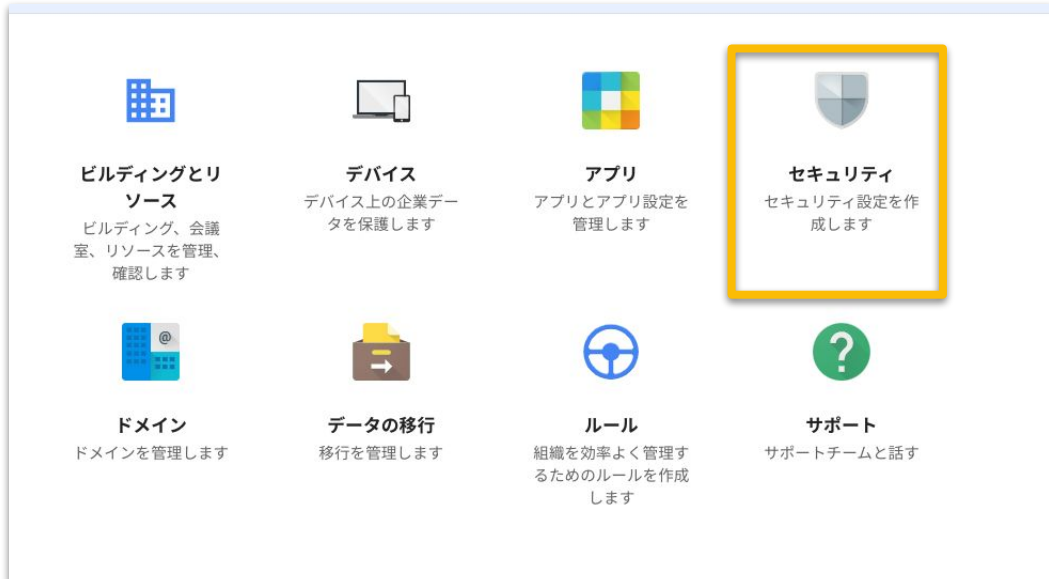 ビルディングとリ
ソース
ビルディング、会議
室、リソースを管理、
確認します
デバイス
デバイス上の企業デー
タを保護します
アプリ
アプリとアプリ設定を
管理します
セキュリティ
セキュリティ設定を作
成します
@
ドメイン
ドメインを管理します
データの移行
移行を管理します
ルール
組織を効率よく管理す
るためのルールを作成
します
?
サポート
サポートチームと話す